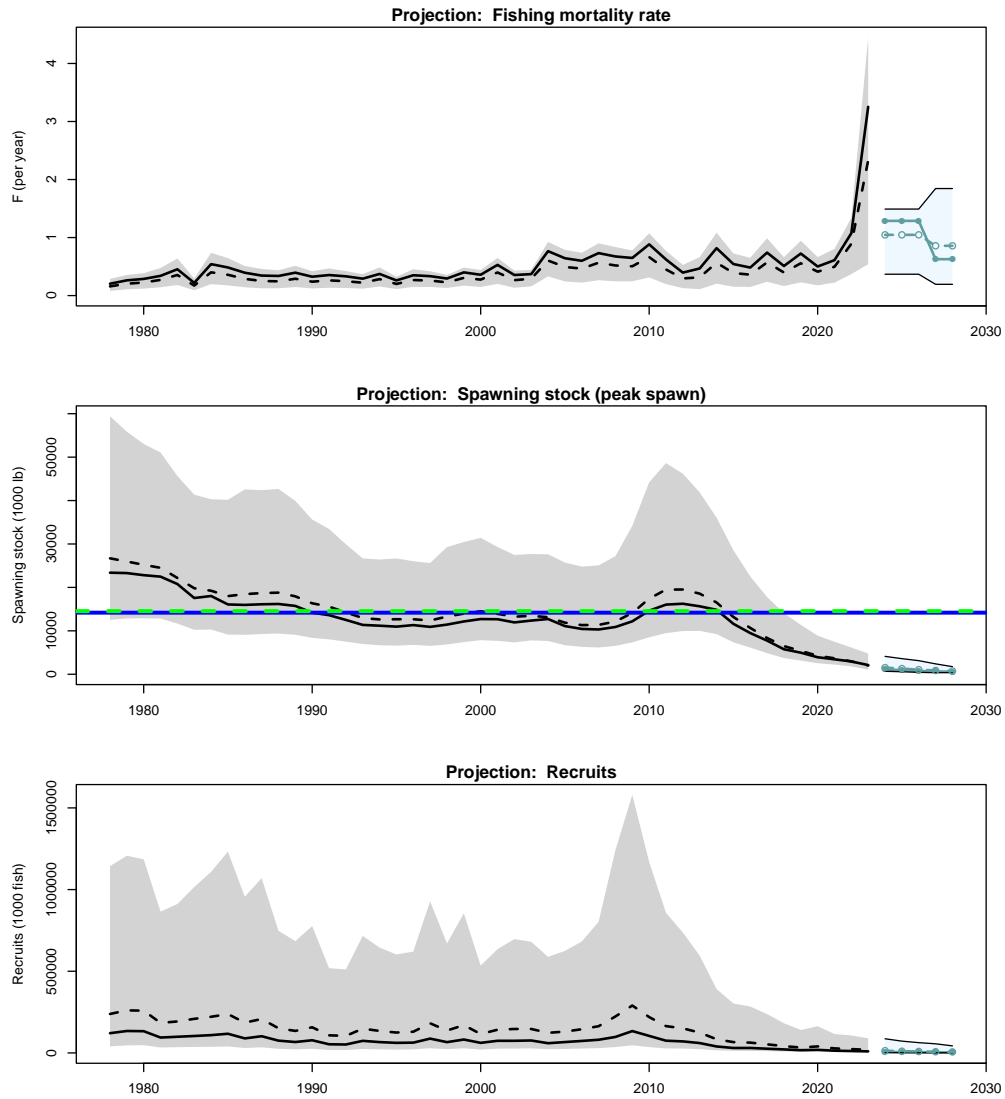 Projection: Fishing mortality rate
F (per year)
4
3
2
1
0
1980 1990 2000 2010 2020 2030
Projection: Spawning stock (peak spawn)
Spawning stock (1000 lb)
50000
30000
10000
0
1980 1990 2000 2010 2020 2030
Projection: Recruits
Recruits (1000 fish)
1500000
1000000
500000
0
1980 1990 2000 2010 2020 2030